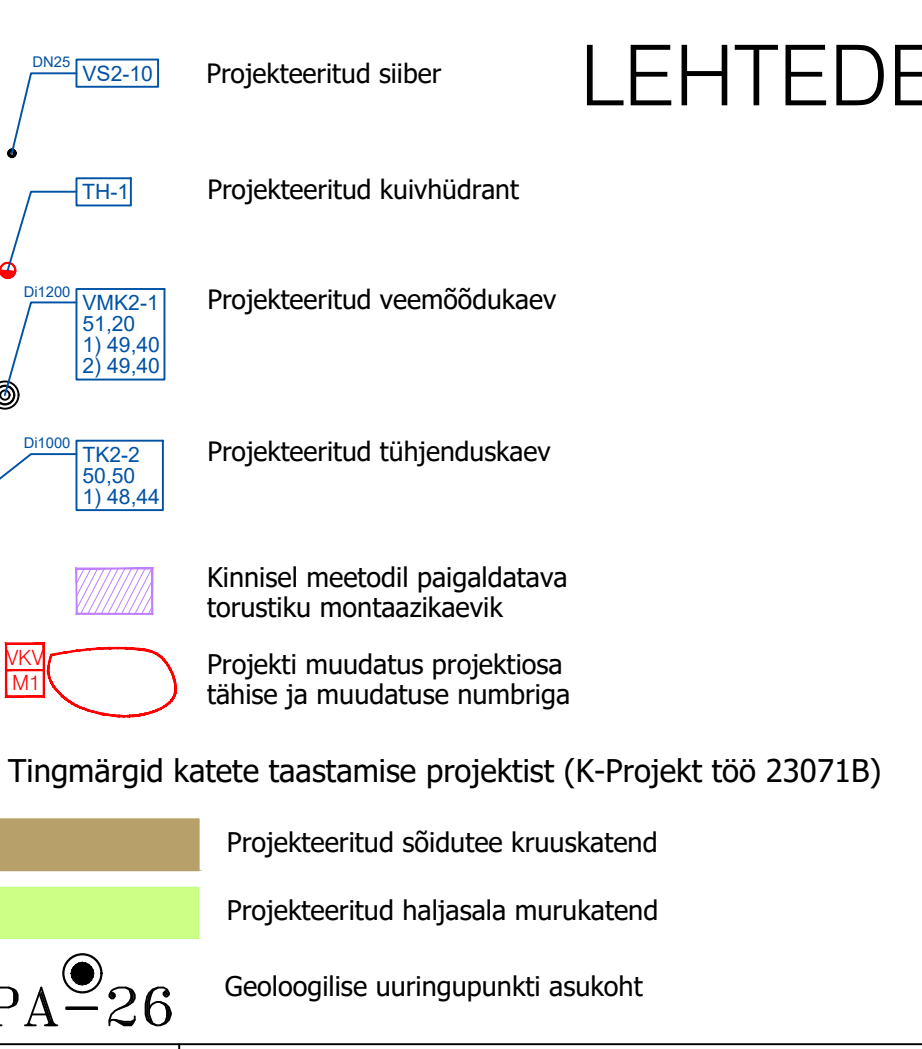 LEHTEDE
DN25 VS2-10 Projekteeritud siiber
TH-1 Projekteeritud kuivhüdrant
Di1200 VMK2-1 Projekteeritud veemõõdukaev
51,20
1) 49,40
2) 49,40
Di1000 TK2-2 Projekteeritud tühjenduskaev
50,50
1) 48,44
Kinnisel meetodil paigaldatava
torustiku montaazikaevik
VKV
M1
Projekti muudatus projektiosa
tähise ja muudatuse numbriga
Tingmärgid katete taastamise projektist (K-Projekt töö 23071B)
Projekteeritud sõidutee kruuskatend
Projekteeritud haljasala murukatend
PA-26 Geoloogilise uuringupunkti asukoht